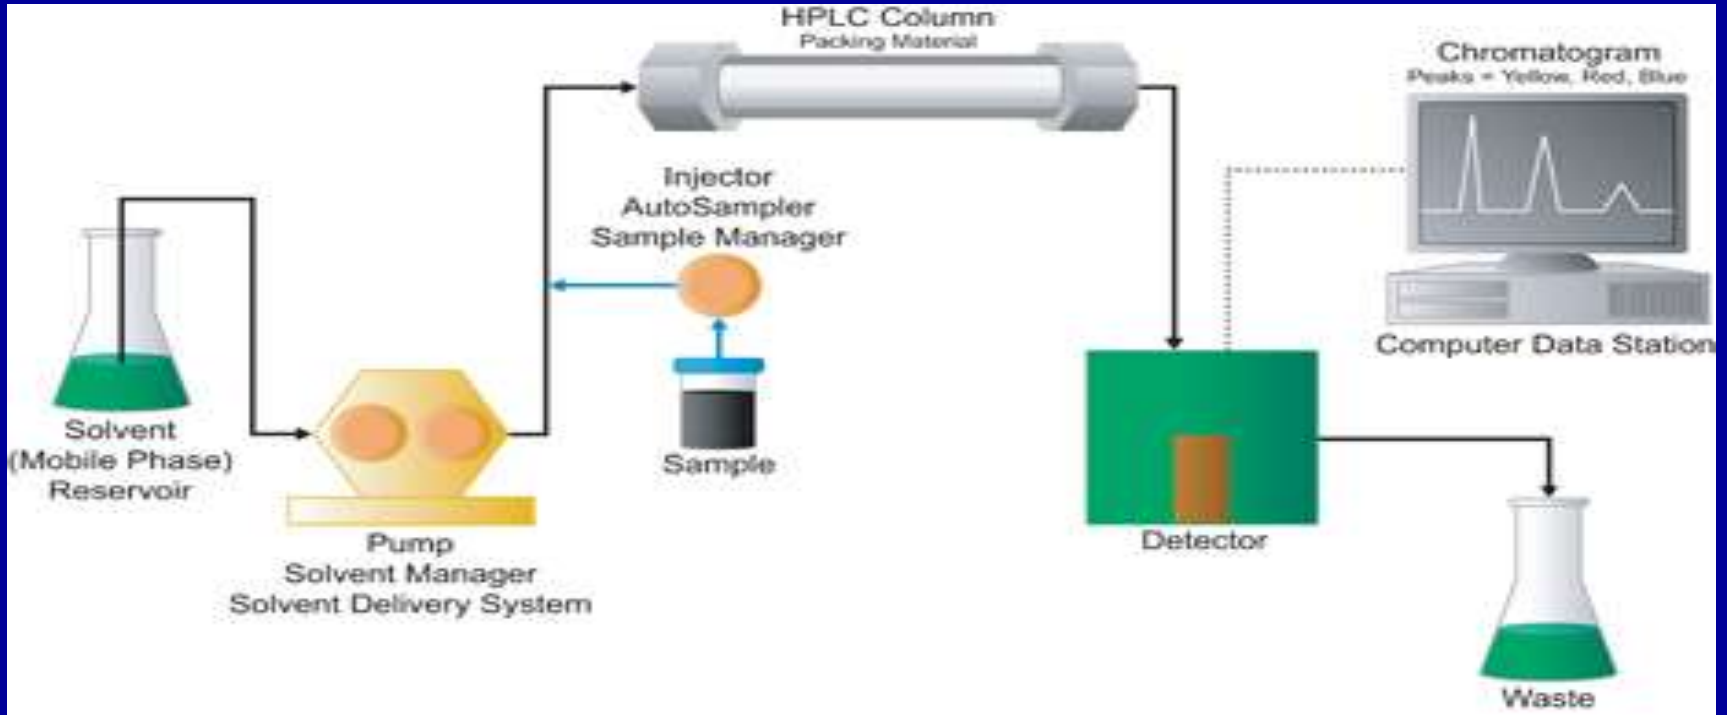 HPLC Column
Packing Material
Chromatogram
Peaks = Yellow, Red, Blue
Injector
AutoSampler
Sample Manager
Computer Data Station
Solvent
(Mobile Phase)
Reservoir
Sample
Pump
Solvent Manager
Solvent Delivery System
Detector
Waste